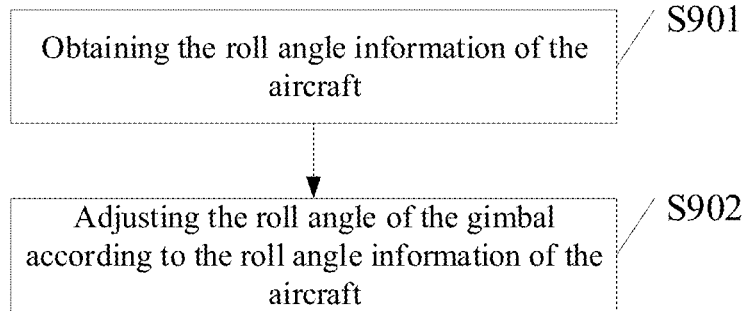 S901
Obtaining the roll angle information of the
aircraft
S902
Adjusting the roll angle of the gimbal
according to the roll angle information of the
aircraft